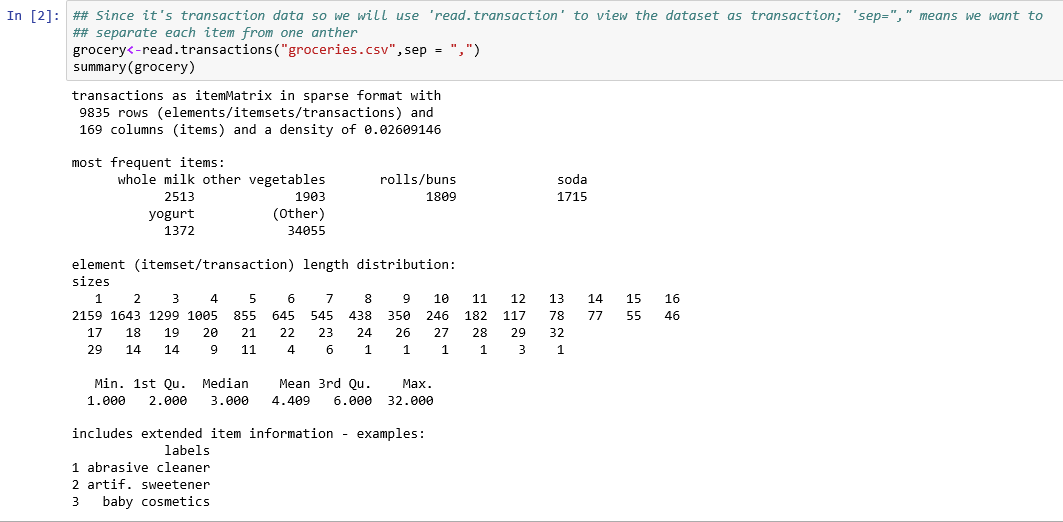 In [2]: ## Since it's transaction data so we will use 'read.transaction' to view the dataset as transaction; 'sep="," means we want to
## separate each item from one anther
grocery<-read.transactions("groceries.csv",sep = ",")
summary(grocery)
transactions as itemMatrix in sparse format with
9835 rows (elements/itemsets/transactions) and
169 columns (items) and a density of 0.02609146
most frequent items:
whole milk other vegetables rolls/buns soda
2513 1903 1809 1715
yogurt (Other)
1372 34055
element (itemset/transaction) length distribution:
sizes
1 2 3 4 5 6 7 8 9 10 11 12 13 14 15 16
2159 1643 1299 1005 855 645 545 438 350 246 182 117 78 77 55 46
17 18 19 20 21 22 23 24 26 27 28 29 32
29 14 14 9 11 4 6 1 1 1 1 3 1
Min. 1st Qu. Median Mean 3rd Qu. Max.
1.000 2.000 3.000 4.409 6.000 32.000
includes extended item information - examples:
labels
1 abrasive cleaner
2 artif. sweetener
3 baby cosmetics